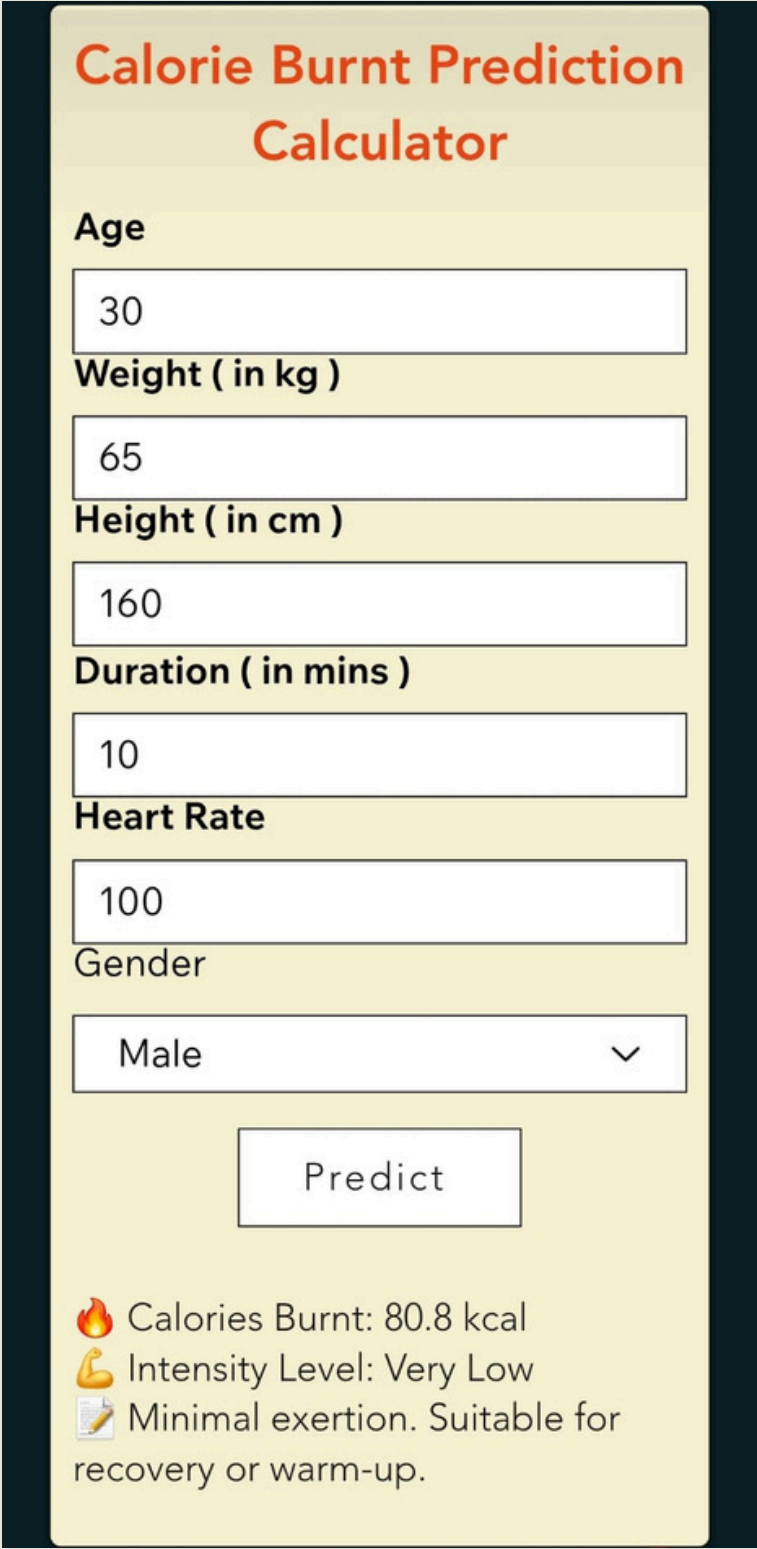 Calorie Burnt Prediction
Calculator
Age
30
Weight ( in kg )
65
Height ( in cm )
160
Duration ( in mins )
10
Heart Rate
100
Gender
Male
Predict
🔥 Calories Burnt: 80.8 kcal
💪 Intensity Level: Very Low
📝 Minimal exertion. Suitable for
recovery or warm-up.